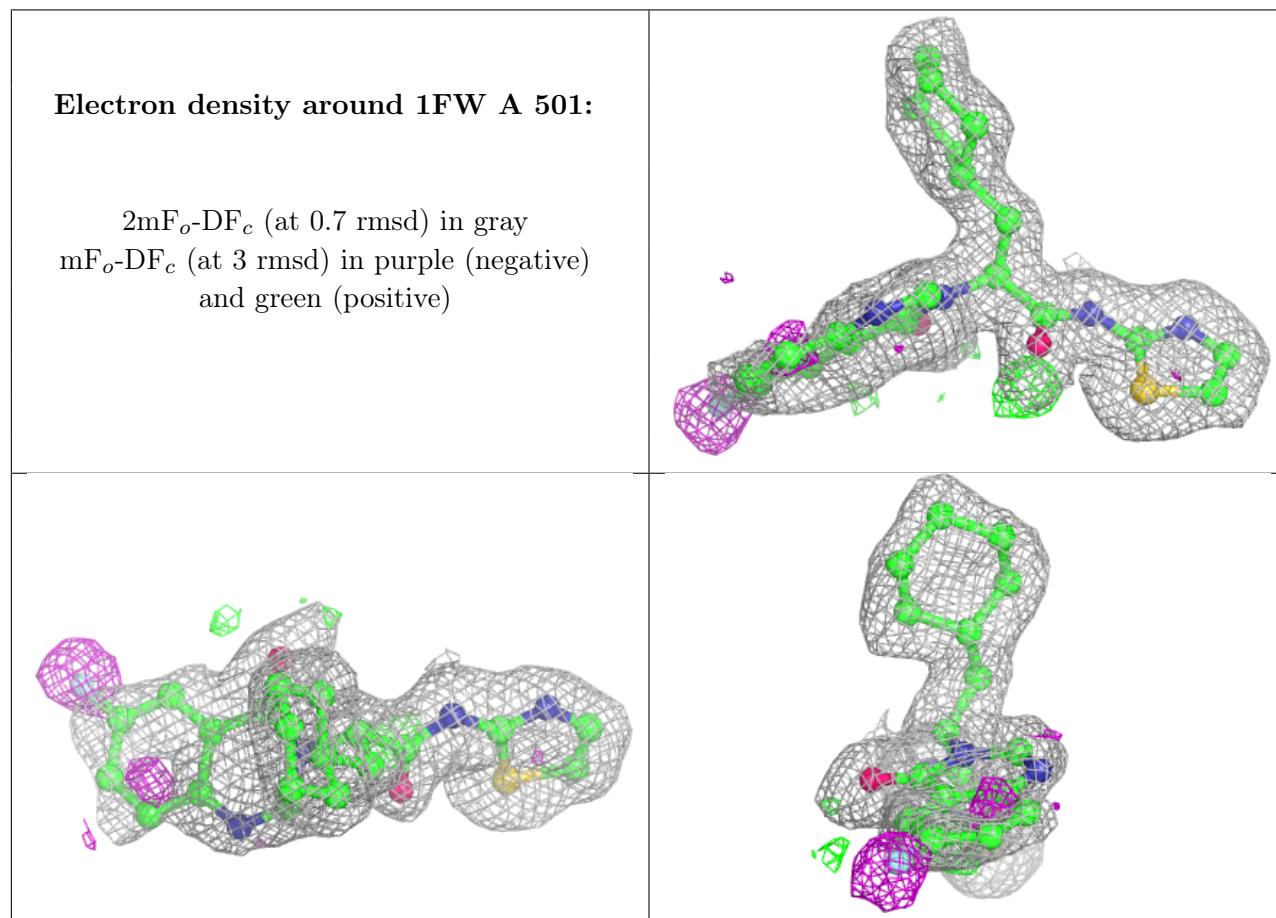 Electron density around 1FW A 501:
2mFo-DFc (at 0.7 rmsd) in gray
mFo-DFc (at 3 rmsd) in purple (negative)
and green (positive)